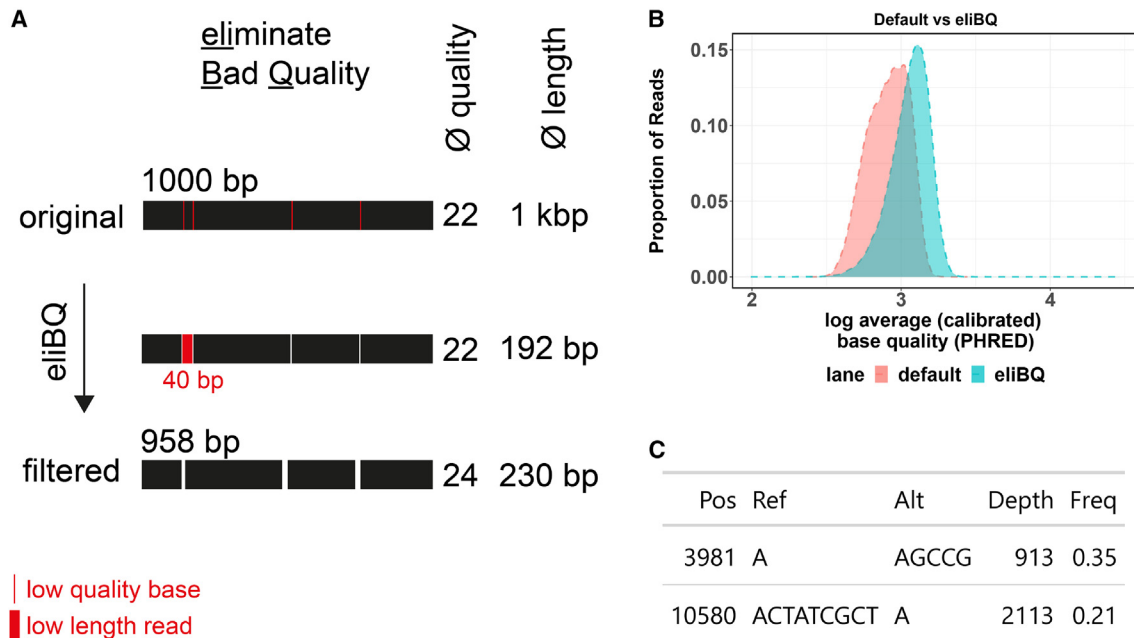 A
eliminate
Bad Quality
Ø quality
Ø length
1000 bp
original
22
1 kbp
eliBQ
22
192 bp
40 bp
958 bp
filtered
24
230 bp
low quality base
low length read
B
Default vs eliBQ
Proportion of Reads
0.15
0.10
0.05
0.00
2 3 4
log average (calibrated)
base quality (PHRED)
lane default eliBQ
C
Pos Ref Alt Depth Freq
3981 A AGCCG 913 0.35
10580 ACTATCGCT A 2113 0.21